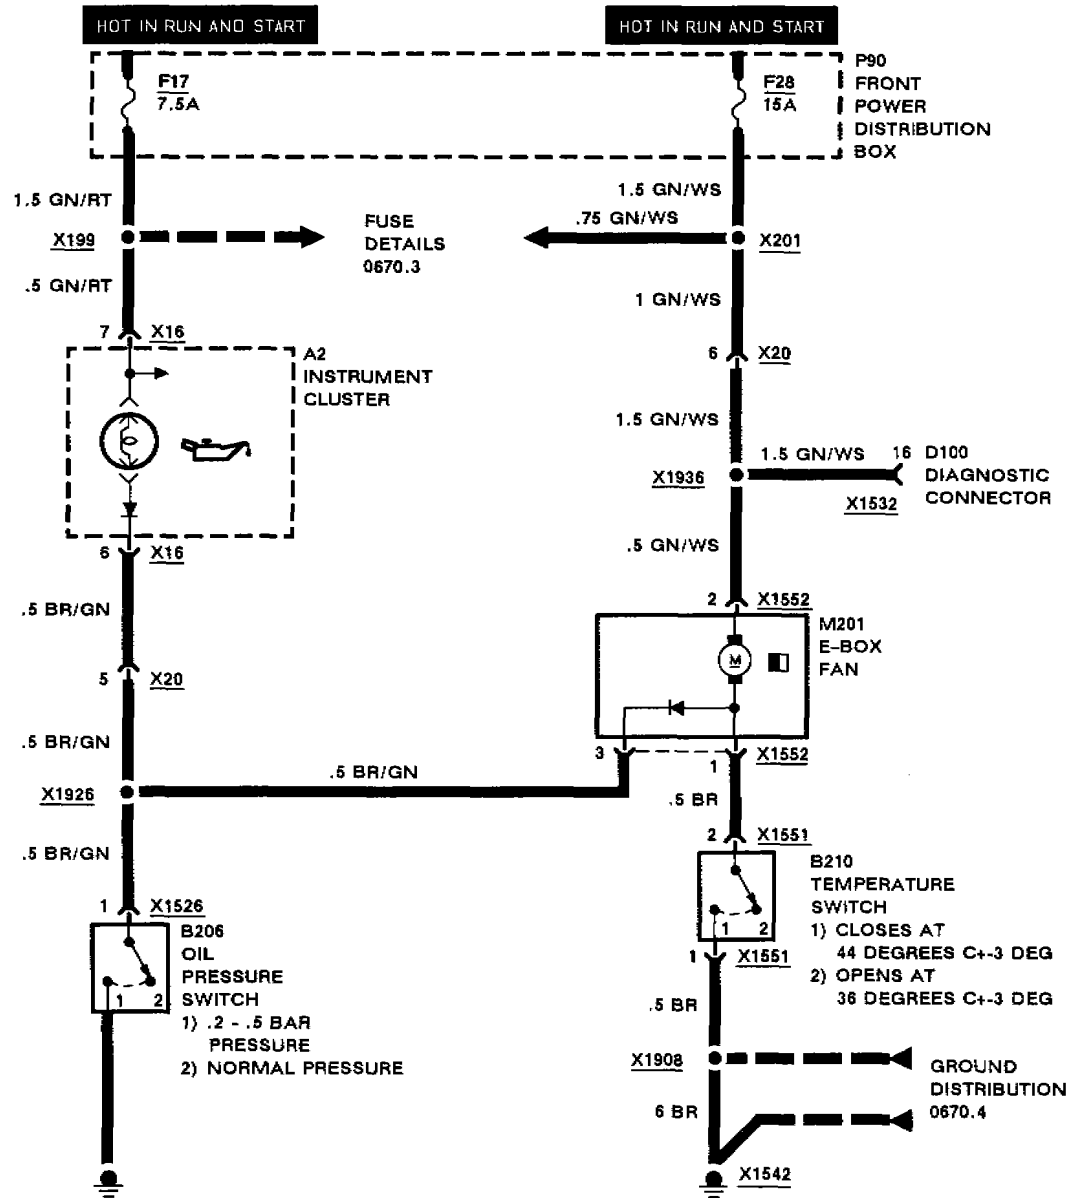 HOT IN RUN AND START
HOT IN RUN AND START
F17
7.5A
F28
15A
P90
FRONT
POWER
DISTRIBUTION
BOX
1.5 GN/RT
1.5 GN/WS
.75 GN/WS
X199
FUSE
DETAILS
0670.3
X201
.5 GN/RT
1 GN/WS
7
X16
6
X20
A2
INSTRUMENT
CLUSTER
1.5 GN/WS
1.5 GN/WS
16
D100
DIAGNOSTIC
CONNECTOR
X1936
X1532
.5 GN/WS
6
X16
2
X1552
.5 BR/GN
M201
E-BOX
FAN
M
5
X20
.5 BR/GN
3
1
X1552
.5 BR/GN
X1926
.5 BR
.5 BR/GN
2
X1551
B210
TEMPERATURE
SWITCH
1) CLOSES AT
44 DEGREES C+-3 DEG
2) OPENS AT
36 DEGREES C+-3 DEG
1 2
1
X1551
1
X1526
B206
OIL
PRESSURE
SWITCH
1) .2 - .5 BAR
PRESSURE
2) NORMAL PRESSURE
1 2
.5 BR
X1908
GROUND
DISTRIBUTION
0670.4
6 BR
X1542